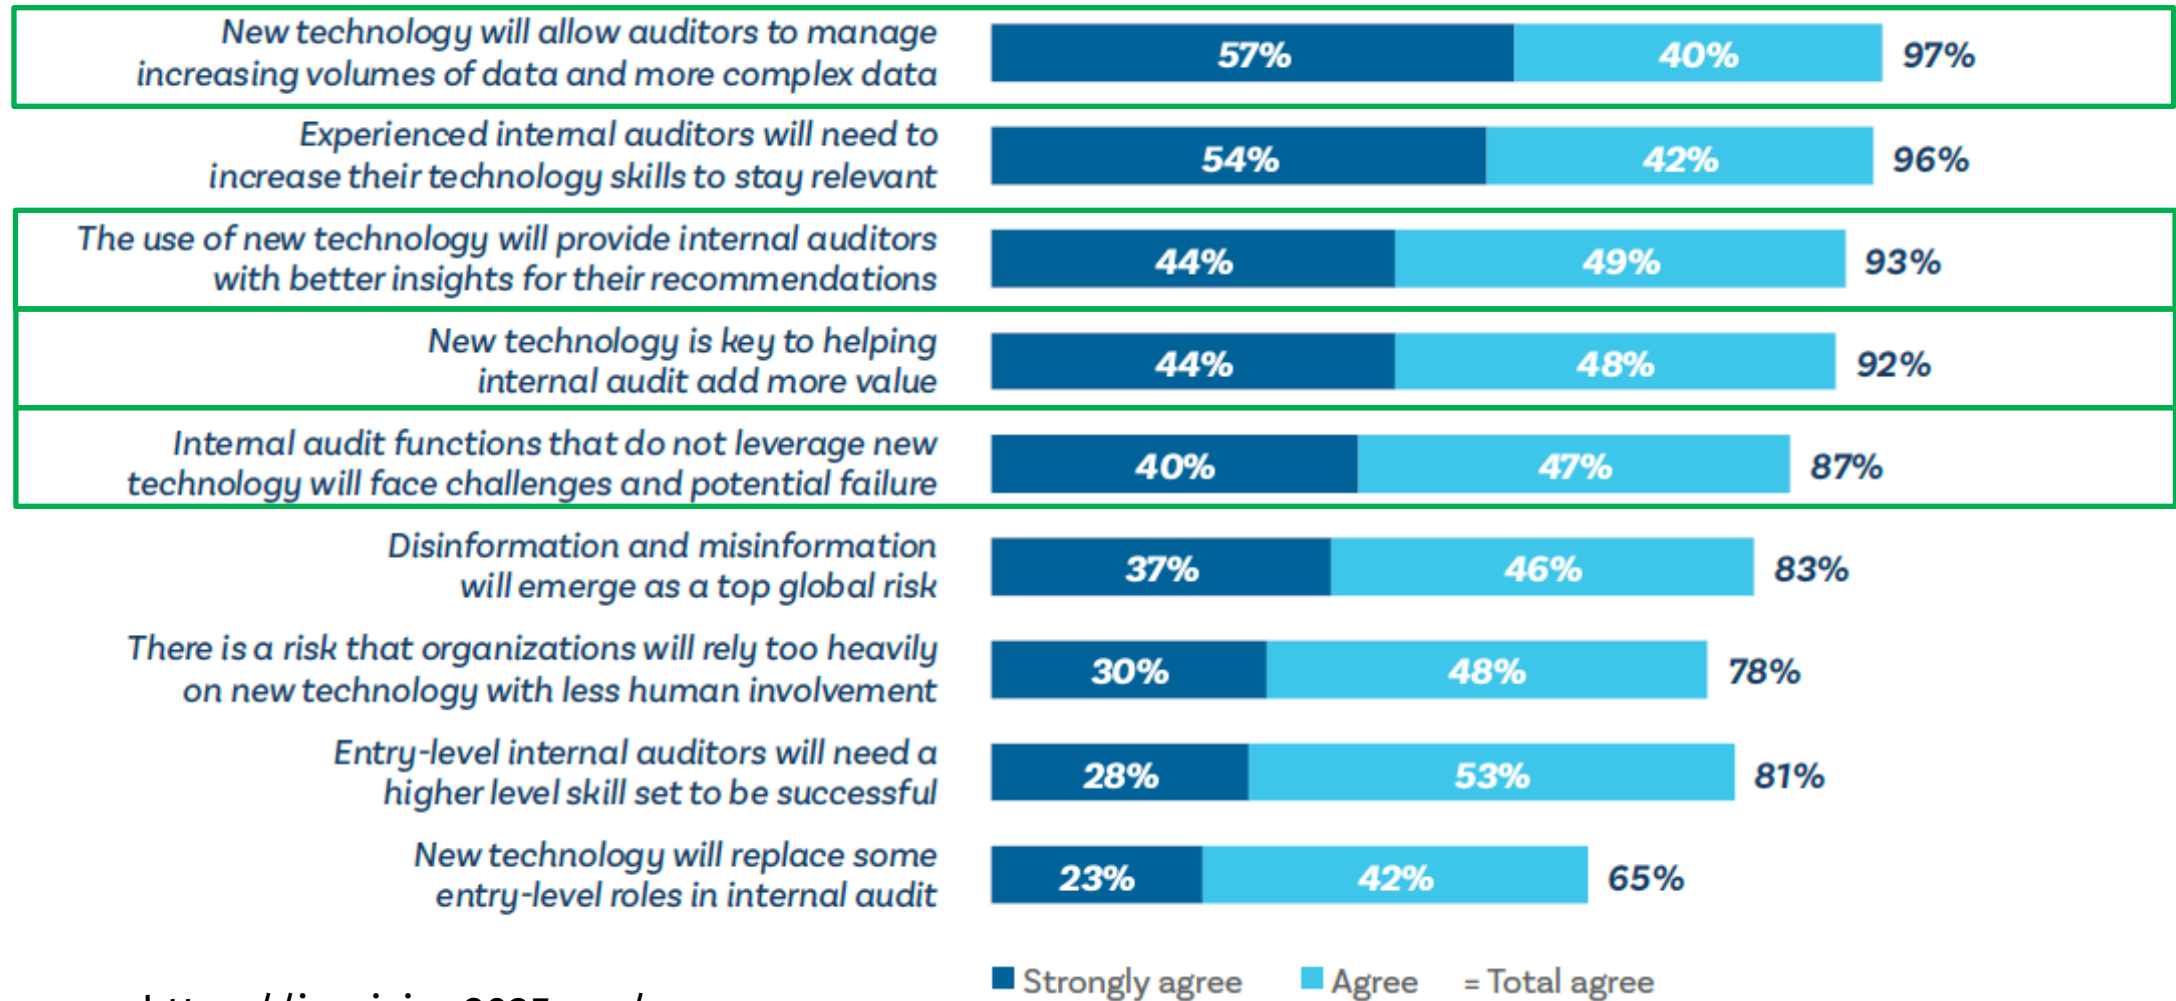 New technology will allow auditors to manage
increasing volumes of data and more complex data
57% 40% 97%
Experienced internal auditors will need to
increase their technology skills to stay relevant
54% 42% 96%
The use of new technology will provide internal auditors
with better insights for their recommendations
44% 49% 93%
New technology is key to helping
internal audit add more value
44% 48% 92%
Internal audit functions that do not leverage new
technology will face challenges and potential failure
40% 47% 87%
Disinformation and misinformation
will emerge as a top global risk
37% 46% 83%
There is a risk that organizations will rely too heavily
on new technology with less human involvement
30% 48% 78%
Entry-level internal auditors will need a
higher level skill set to be successful
28% 53% 81%
New technology will replace some
entry-level roles in internal audit
23% 42% 65%
Strongly agree Agree = Total agree